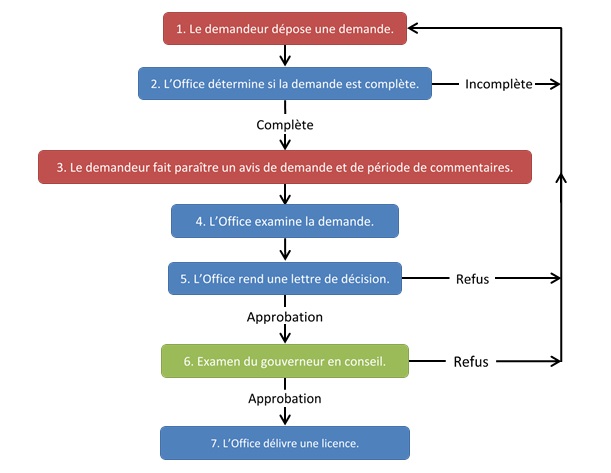 1. Le demandeur dépose une demande.
2. L’Office détermine si la demande est complète.
Incomplète
Complète
3. Le demandeur fait paraître un avis de demande et de période de commentaires.
4. L’Office examine la demande.
5. L’Office rend une lettre de décision.
Refus
Approbation
6. Examen du gouverneur en conseil.
Refus
Approbation
7. L’Office délivre une licence.